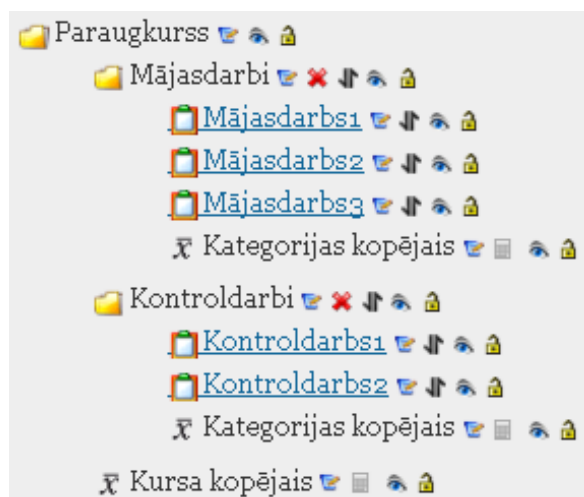 Paraugkurss
Mājasdarbi
Mājasdarbs1
Mājasdarbs2
Mājasdarbs3
x̅ Kategorijas kopējais
Kontroldarbi
Kontroldarbs1
Kontroldarbs2
x̅ Kategorijas kopējais
x̅ Kursa kopējais